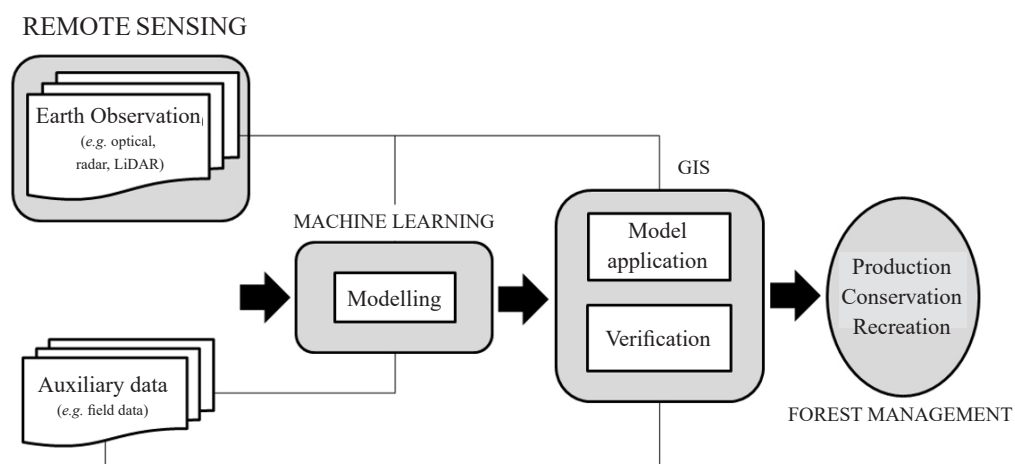 REMOTE SENSING
Earth Observation
(e.g. optical,
radar, LiDAR)
GIS
MACHINE LEARNING
Model
application
Modelling
Verification
Production
Conservation
Recreation
Auxiliary data
(e.g. field data)
FOREST MANAGEMENT